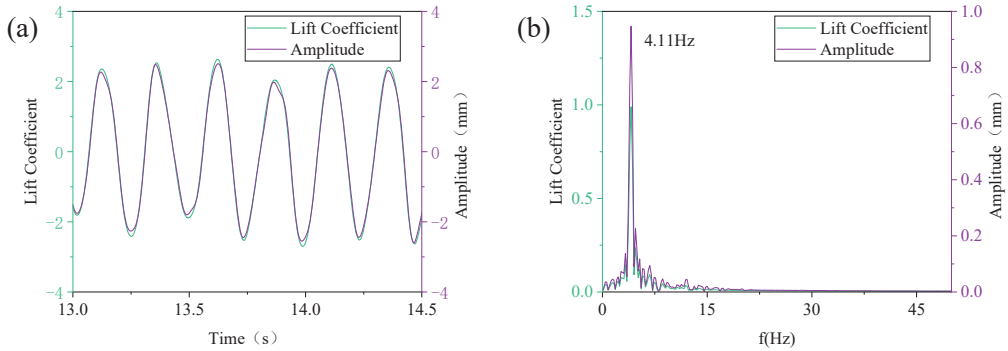 (a)
Lift Coefficient
Amplitude
4
2
0
-2
-4
Lift Coefficient
4
2
0
-2
-4
Amplitude（mm）
13.0
13.5
14.0
14.5
Time（s）
(b)
4.11Hz
Lift Coefficient
Amplitude
1.5
1.0
0.5
0.0
Lift Coefficient
1.0
0.8
0.6
0.4
0.2
0.0
Amplitude（mm）
0
15
30
45
f(Hz)